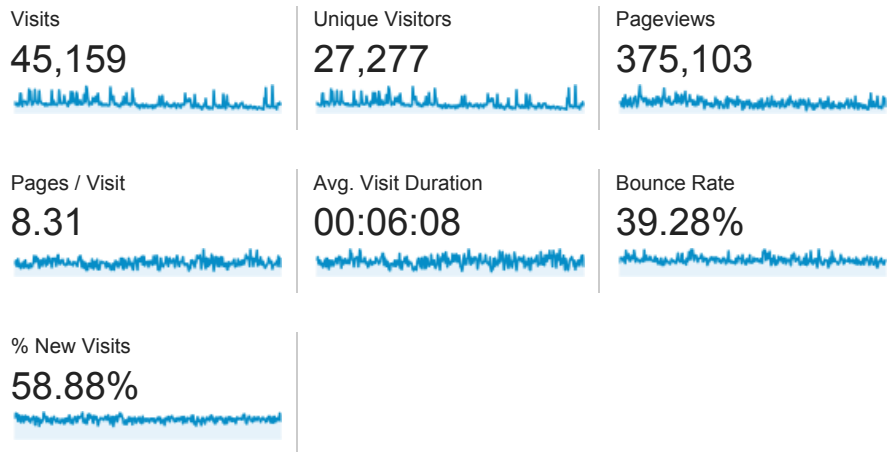 Visits
45,159
Unique Visitors
27,277
Pageviews
375,103
Pages / Visit
8.31
Avg. Visit Duration
00:06:08
Bounce Rate
39.28%
% New Visits
58.88%